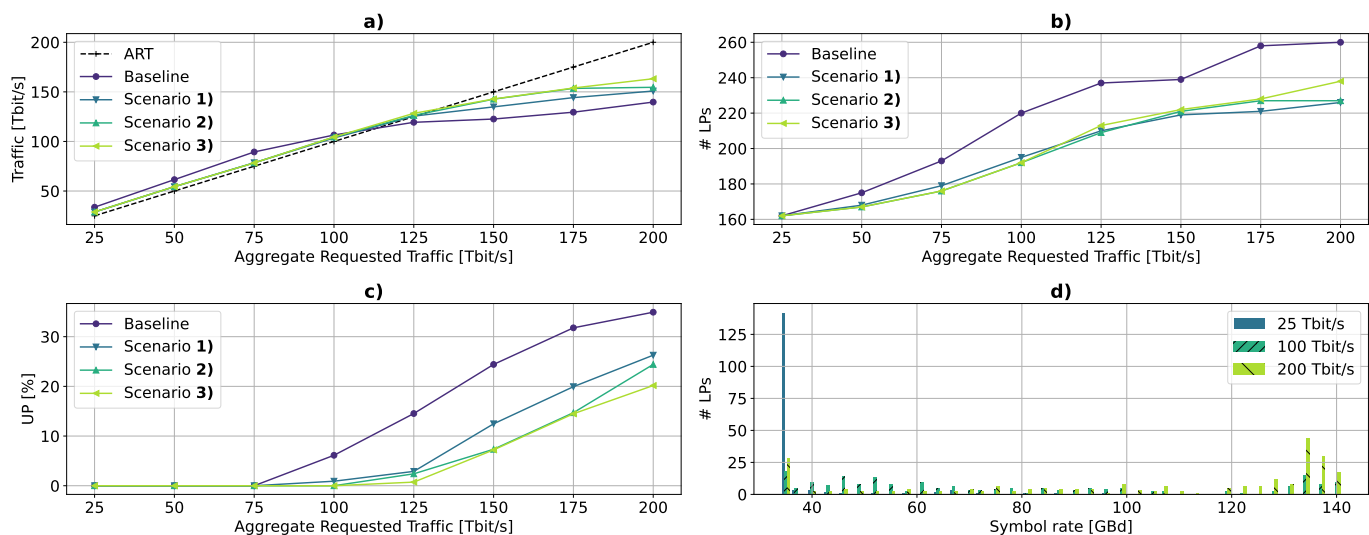 a)
Traffic [Tbit/s]
200
150
100
50
ART
Baseline
Scenario 1)
Scenario 2)
Scenario 3)
25 50 75 100 125 150 175 200
Aggregate Requested Traffic [Tbit/s]
b)
# LPs
260
240
220
200
180
160
Baseline
Scenario 1)
Scenario 2)
Scenario 3)
25 50 75 100 125 150 175 200
Aggregate Requested Traffic [Tbit/s]
c)
UP [%]
30
20
10
0
Baseline
Scenario 1)
Scenario 2)
Scenario 3)
25 50 75 100 125 150 175 200
Aggregate Requested Traffic [Tbit/s]
d)
# LPs
125
100
75
50
25
0
25 Tbit/s
100 Tbit/s
200 Tbit/s
40 60 80 100 120 140
Symbol rate [GBd]